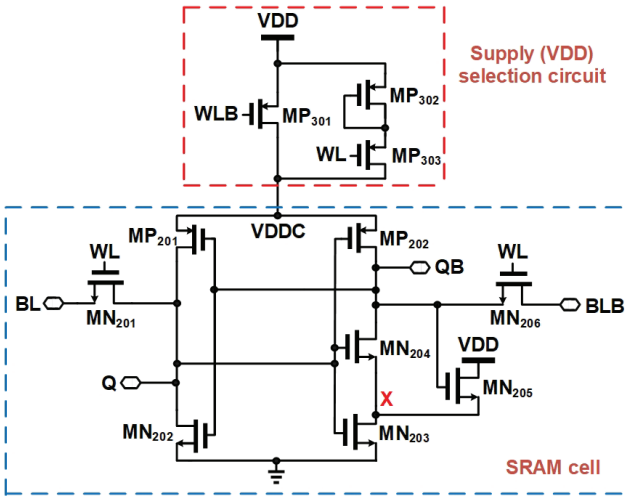 VDD
Supply (VDD)
selection circuit
WLB
MP301
MP302
WL
MP303
VDDC
MP201
MP202
WL
QB
WL
BL
MN201
MN206
BLB
MN204
VDD
Q
X
MN205
MN202
MN203
SRAM cell